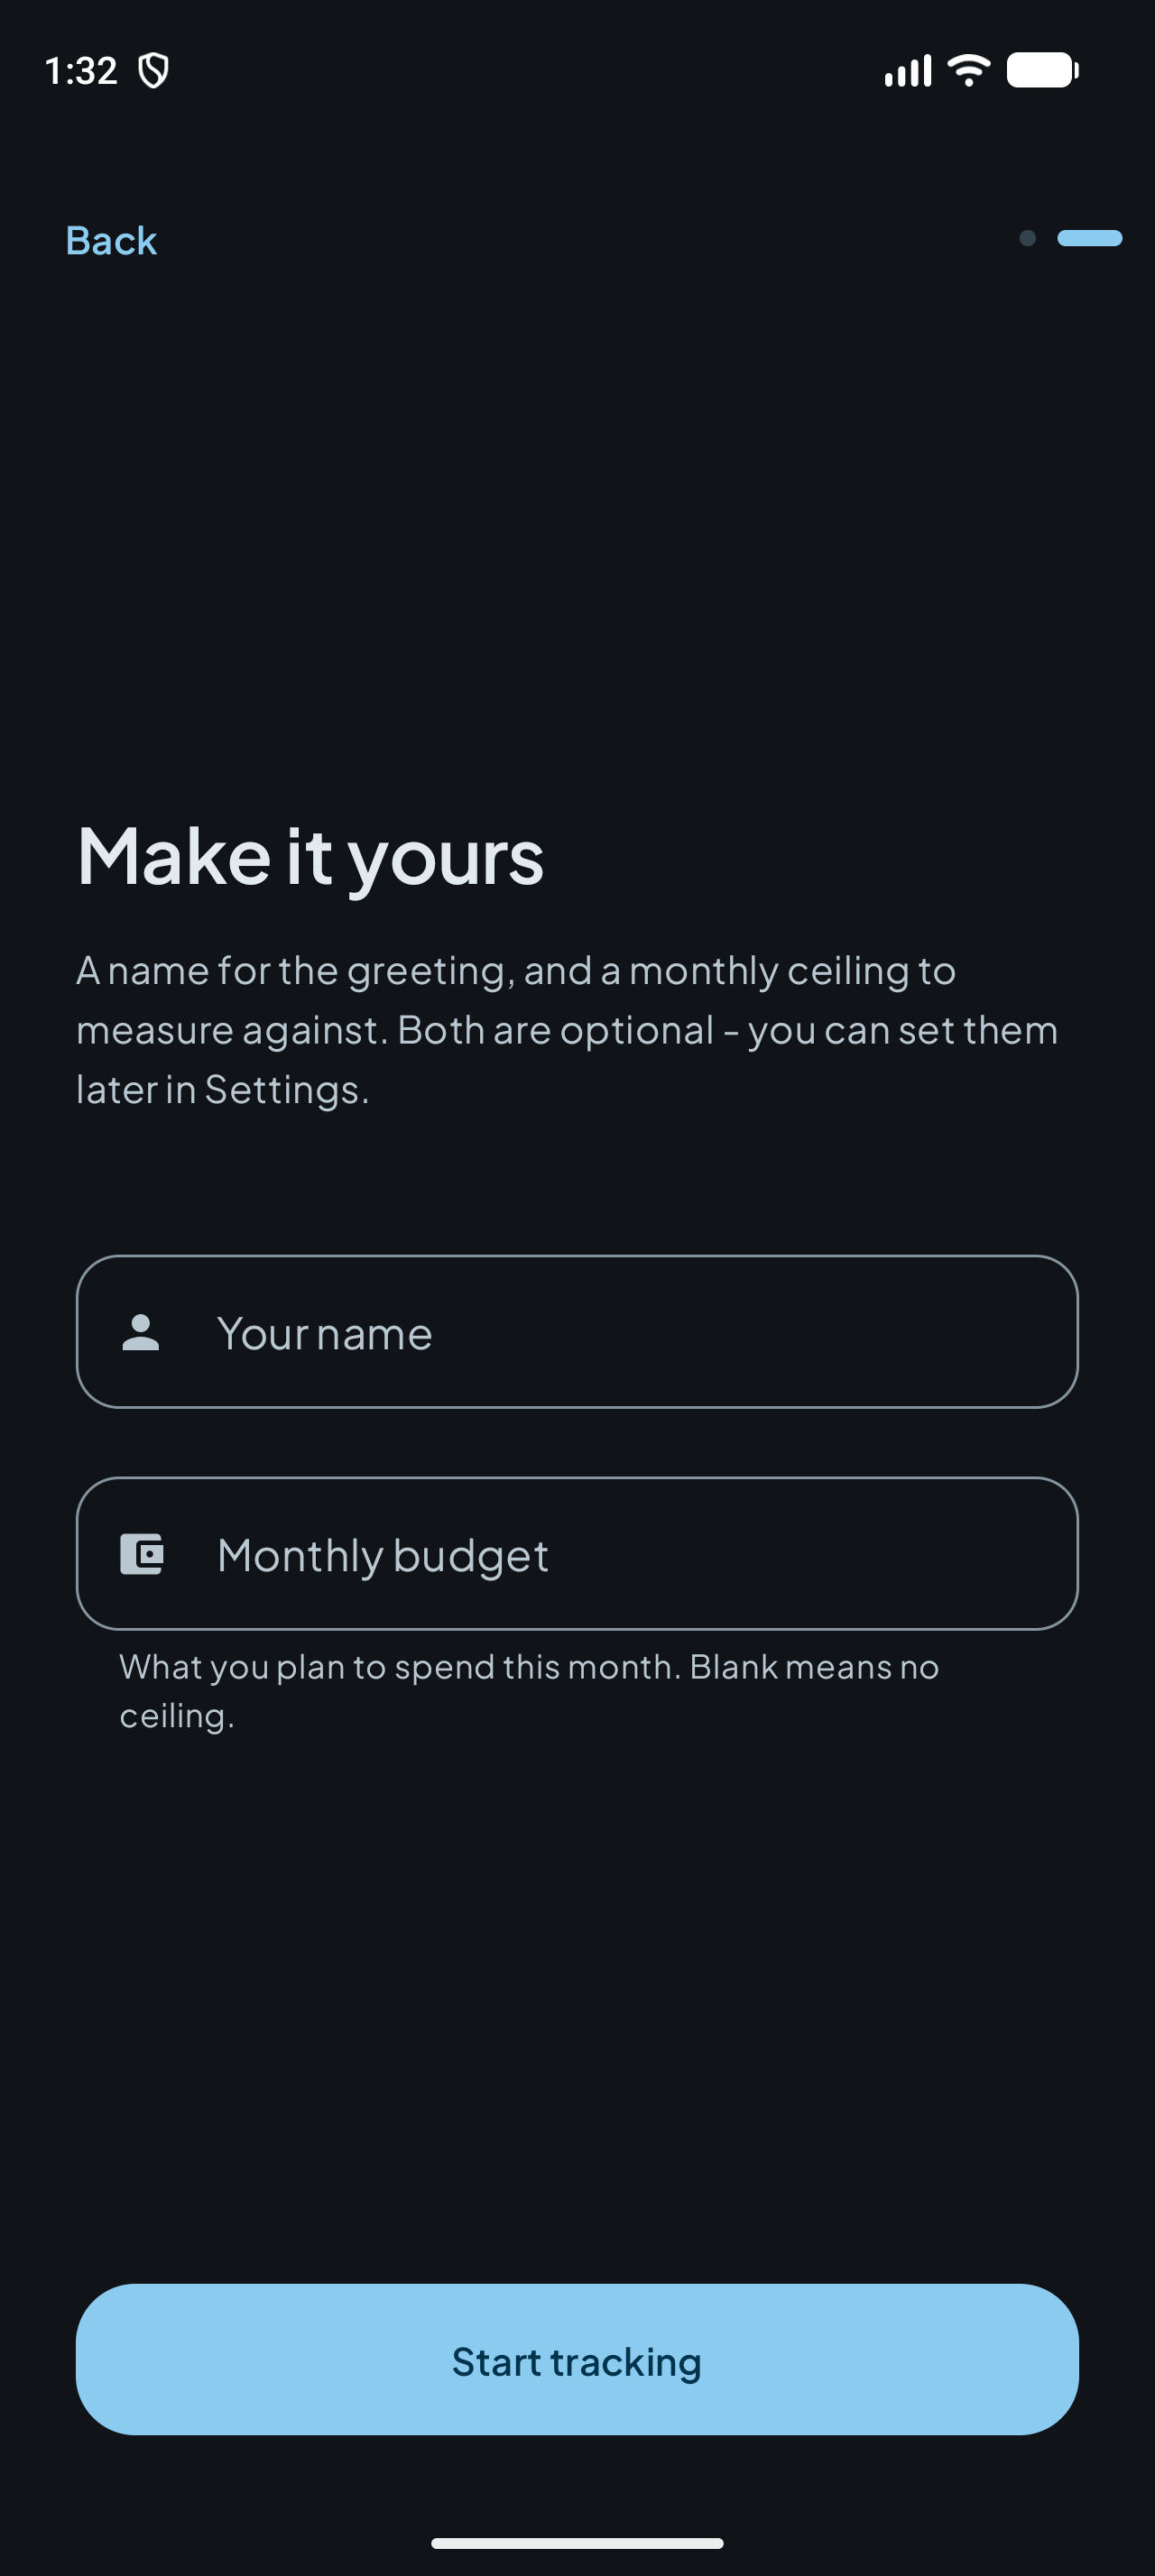 1:32
Back
Make it yours
A name for the greeting, and a monthly ceiling to
measure against. Both are optional - you can set them
later in Settings.
Your name
Monthly budget
What you plan to spend this month. Blank means no
ceiling.
Start tracking